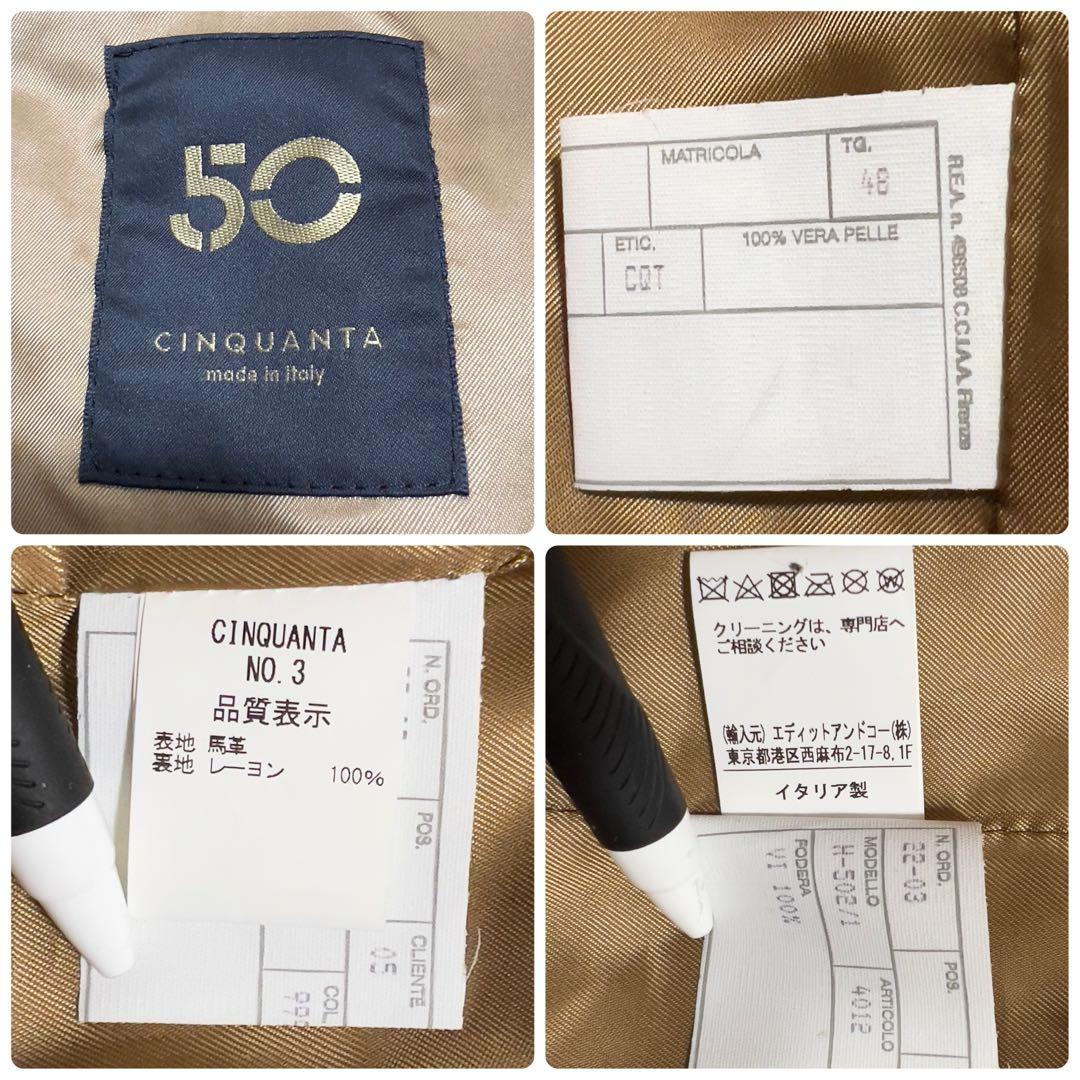 50
CINQUANTA
made in italy
MATRICOLA
TG.
48
ETIC.
CQT
100% VERA PELLE
R.E.A. n. 496508 C.C.I.A.A. Firenze
CINQUANTA
NO. 3
品質表示
表地 馬革
裏地 レーヨン 100%
N. ORD.
POS.
CLIENTE
05
COL.
クリーニングは、専門店へ
ご相談ください
(輸入元) エディットアンドコー(株)
東京都港区西麻布2-17-8, 1F
イタリア製
N. ORD.
22-03
POS.
MODELLO
H-502/1
ARTICOLO
4012
FODERA
VI 100%